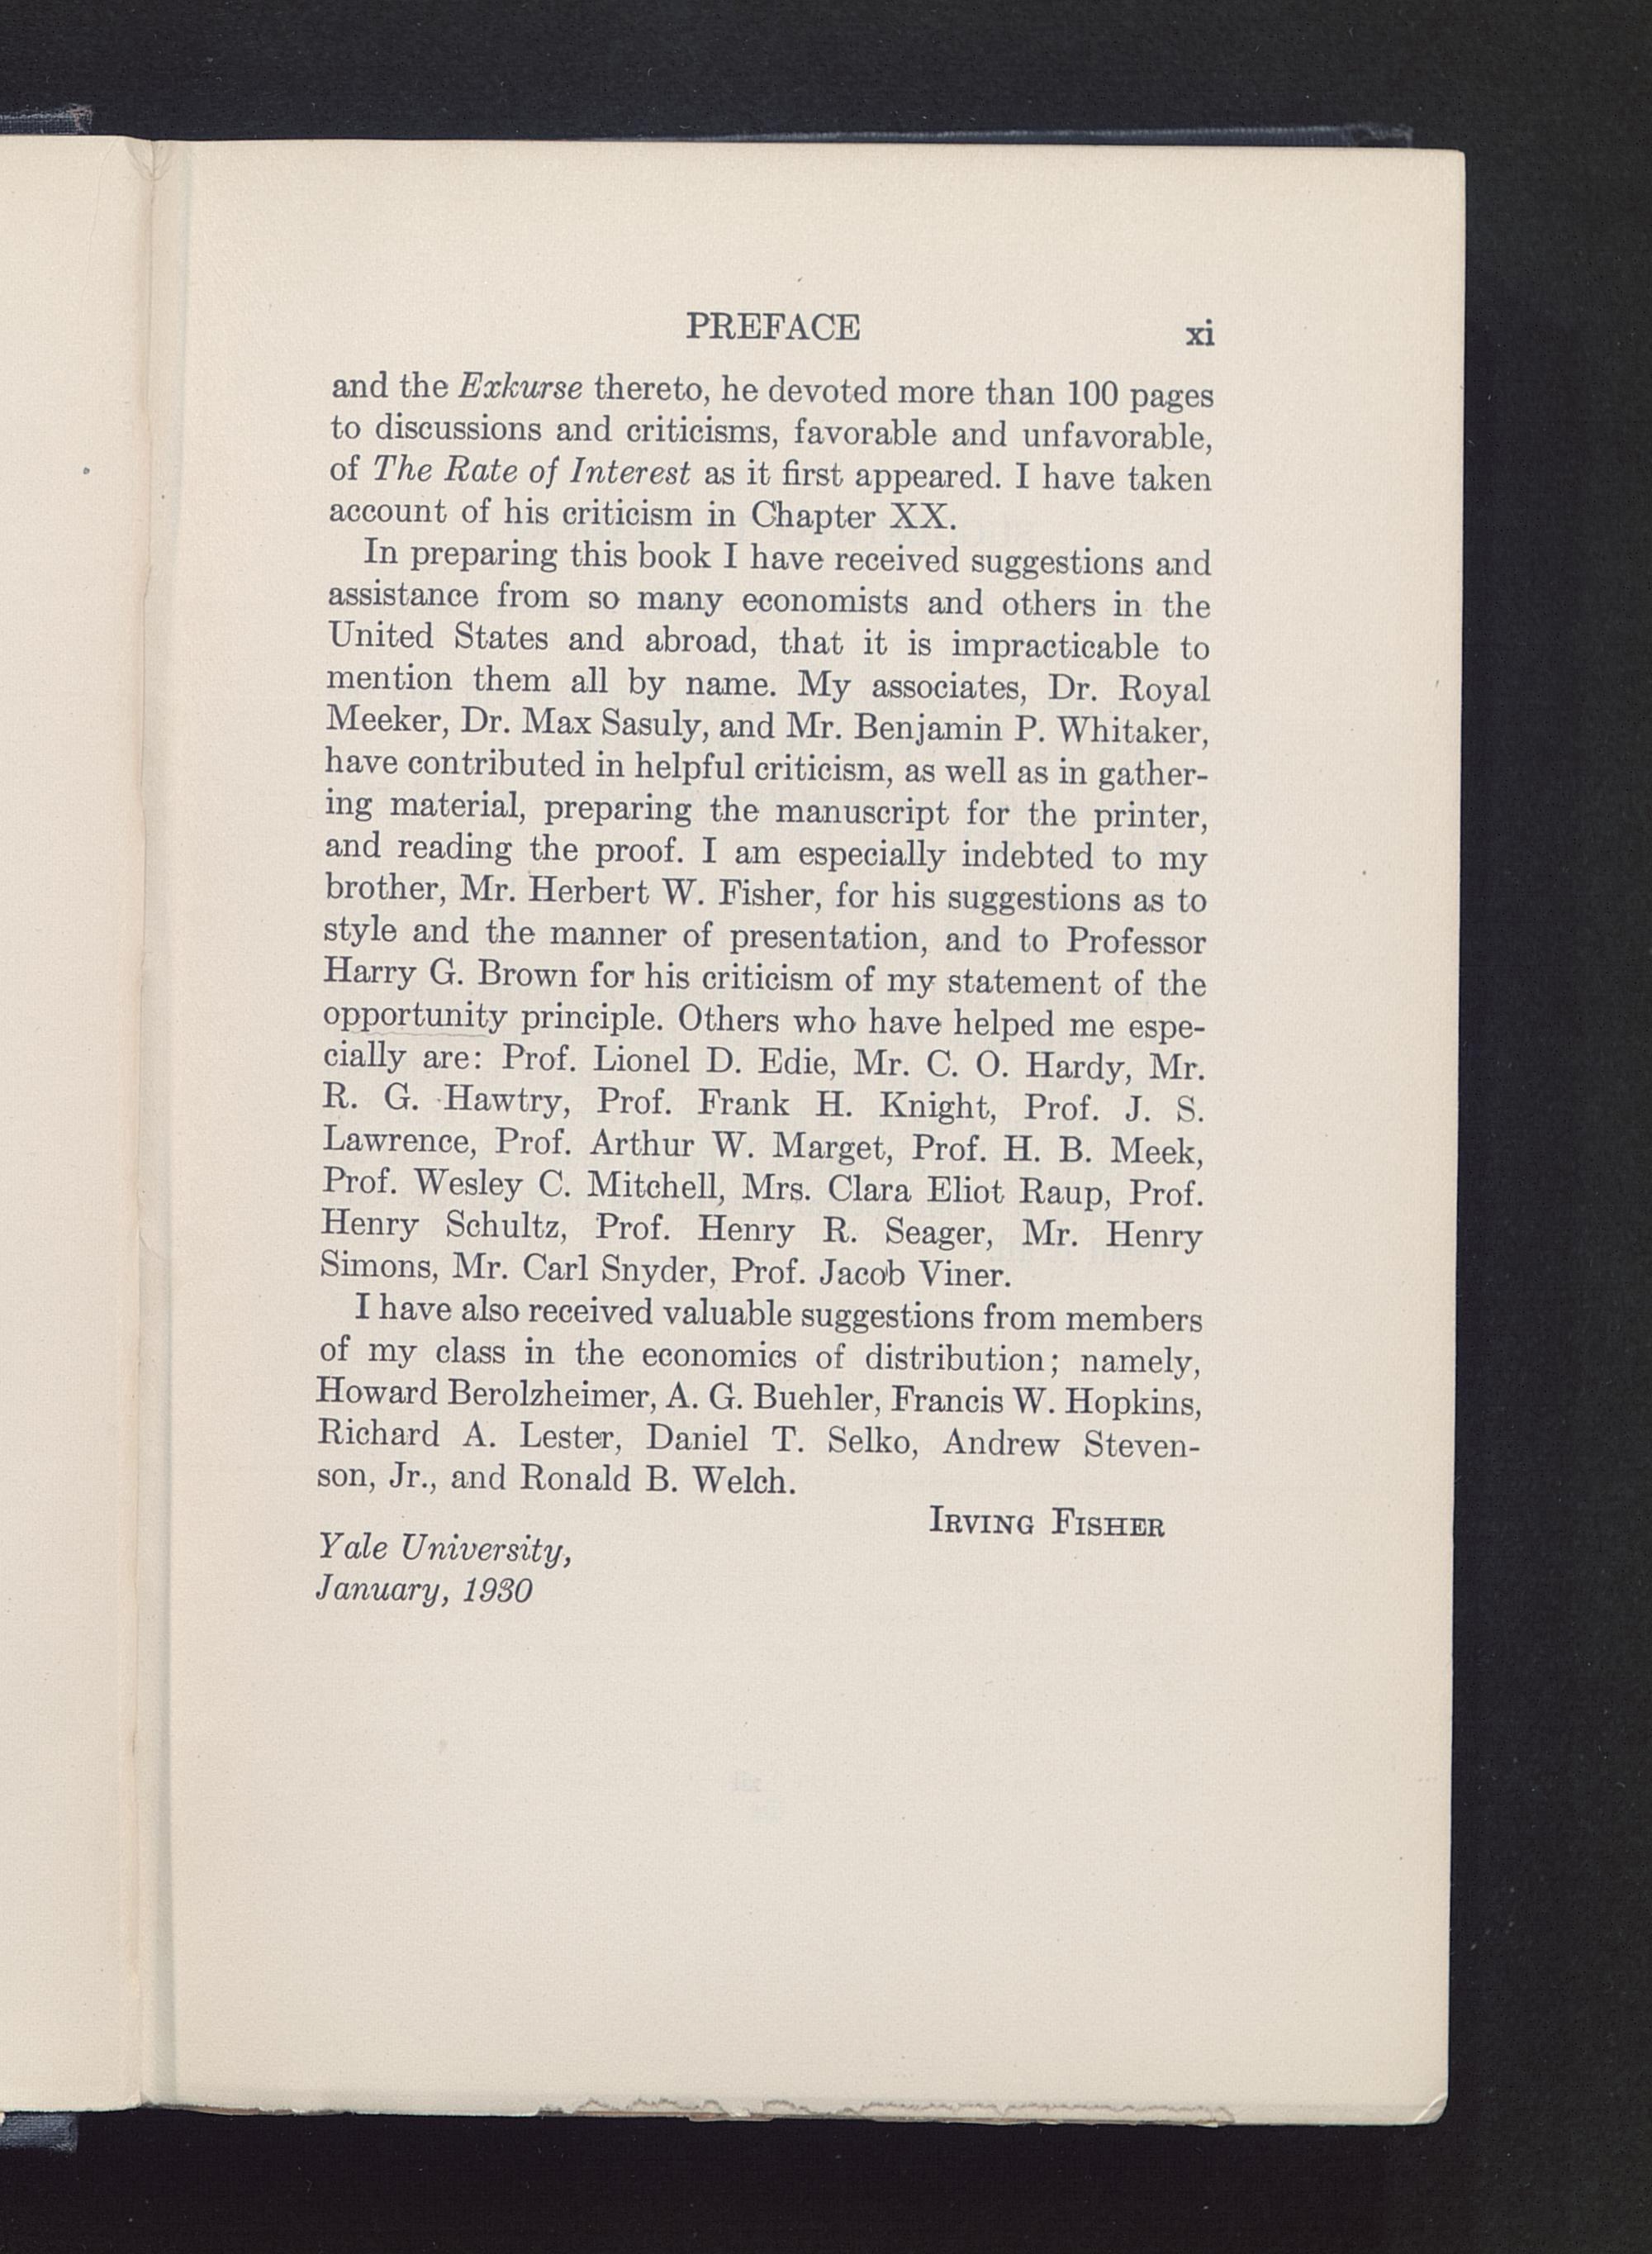 PREFACE xi
and the Exkurse thereto, he devoted more than 100 pages
to discussions and criticisms, favorable and unfavorable,
of The Rate of Interest as it first appeared. I have taken
account of his criticism in Chapter XX.
In preparing this book I have received suggestions and
assistance from so many economists and others in the
United States and abroad, that it is impracticable to
mention them all by name. My associates, Dr. Royal
Meeker, Dr. Max Sasuly, and Mr. Benjamin P. Whitaker,
have contributed in helpful criticism, as well as in gather-
ing material, preparing the manuscript for the printer,
and reading the proof. I am especially indebted to my
brother, Mr. Herbert W. Fisher, for his suggestions as to
style and the manner of presentation, and to Professor
Harry G. Brown for his criticism of my statement of the
opportunity principle. Others who have helped me espe-
cially are: Prof. Lionel D. Edie, Mr. C. O. Hardy, Mr.
R. G. Hawtry, Prof. Frank H. Knight, Prof. J. S.
Lawrence, Prof. Arthur W. Marget, Prof. H. B. Meek,
Prof. Wesley C. Mitchell, Mrs. Clara Eliot Raup, Prof.
Henry Schultz, Prof. Henry R. Seager, Mr. Henry
Simons, Mr. Carl Snyder, Prof. Jacob Viner.
I have also received valuable suggestions from members
of my class in the economics of distribution; namely,
Howard Berolzheimer, A. G. Buehler, Francis W. Hopkins,
Richard A. Lester, Daniel T. Selko, Andrew Steven-
son, Jr., and Ronald B. Welch.
IRVING FISHER
Yale University,
January, 1930